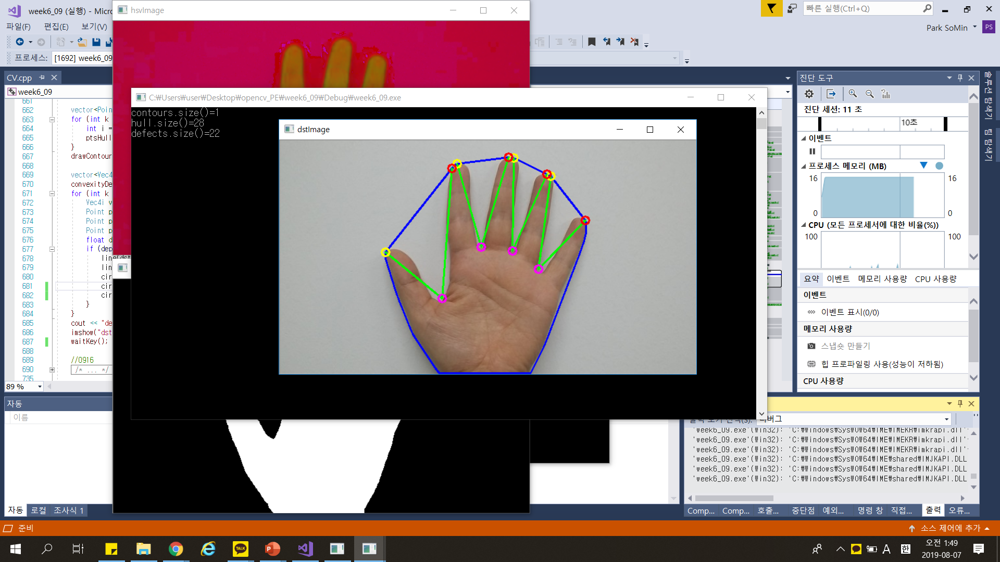 week6_09 (실행) - Micro
hsvImage
빠른 실행(Ctrl+Q)
파일(F) 편집(E) 보기(V)
Park SoMin
PS
프로세스: [1692] week6_09
CV.cpp
진단 도구
솔루션 탐색기
팀 탐색기
week6_09
C:₩Users₩user₩Desktop₩opencv_PE₩week6_09₩Debug₩week6_09.exe
contours.size()=1
hull.size()=28
defects.size()=22
dstImage
661
662 vector<Poin
663 for (int k
664 int i =
665 ptsHull
666 }
667 drawContour
668
669 vector<Vec4
670 convexityDe
671 for (int k
672 Vec4i v
673 Point p
674 Point p
675 Point p
676 float d
677 if (dep
678 line(dst
679 lin
680 cir
681 cir
682 cir
683 }
684 }
685 cout << "de
686 imshow("dst
687 waitKey();
688
689 //0916
690 /* ... */
735
89 %
진단 세션: 11 초
10초
이벤트
프로세스 메모리 (MB)
16 16
0 0
CPU (모든 프로세서에 대한 비율(%))
100 100
요약 이벤트 메모리 사용량 CPU 사용량
이벤트
이벤트 표시(0/0)
메모리 사용량
스냅숏 만들기
힙 프로파일링 사용(성능이 저하됨)
CPU 사용량
자동
이름
자동 로컬 조사식 1
'week6_09.exe'(Win32): 'C:₩Windows₩SysWOW64₩IME₩IMEKR₩imkrapi.dll'
'week6_09.exe'(Win32): 'C:₩Windows₩SysWOW64₩IME₩IMEKR₩imkrapi.dll'
'week6_09.exe'(Win32): 'C:₩Windows₩SysWOW64₩IME₩IMEKR₩imkrapi.dll'
'week6_09.exe'(Win32): 'C:₩Windows₩SysWOW64₩IME₩shared₩IMJKAPI.DLL
'week6_09.exe'(Win32): 'C:₩Windows₩SysWOW64₩IME₩shared₩IMJKAPI.DLL
'week6_09.exe'(Win32): 'C:₩Windows₩SysWOW64₩IME₩shared₩IMJKAPI.DLL
Comp... Comp... 호출... 중단점 예외... 명령 창 직접... 출력 오류...
준비
소스 제어에 추가
TALK
A 한
오전 1:49
2019-08-07